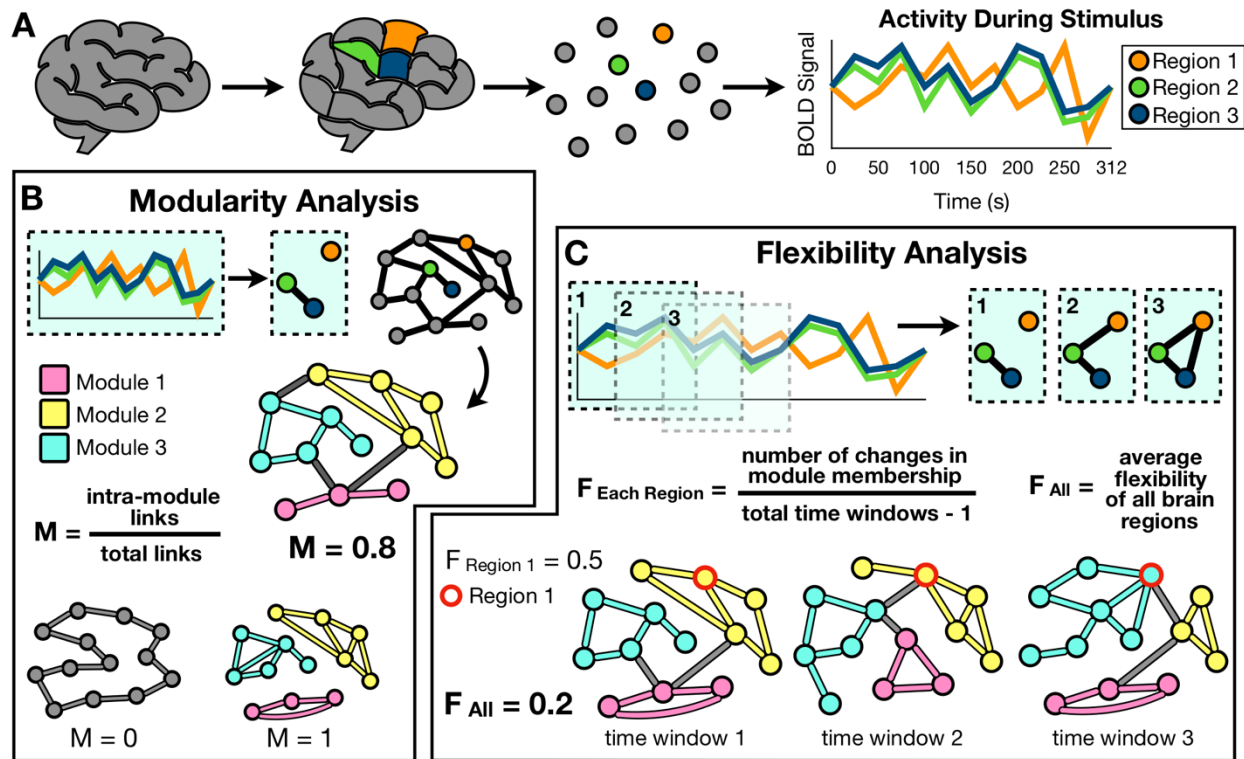 A
Activity During Stimulus
BOLD Signal
Region 1
Region 2
Region 3
0 50 100 150 200 250 312
Time (s)
B
Modularity Analysis
Module 1
Module 2
Module 3
M = intra-module
links
total links
M = 0.8
M = 0
M = 1
C
Flexibility Analysis
1
2
3
1
2
3
F Each Region =
number of changes in
module membership
total time windows - 1
F All =
average
flexibility
of all brain
regions
F Region 1 = 0.5
Region 1
F All = 0.2
time window 1
time window 2
time window 3